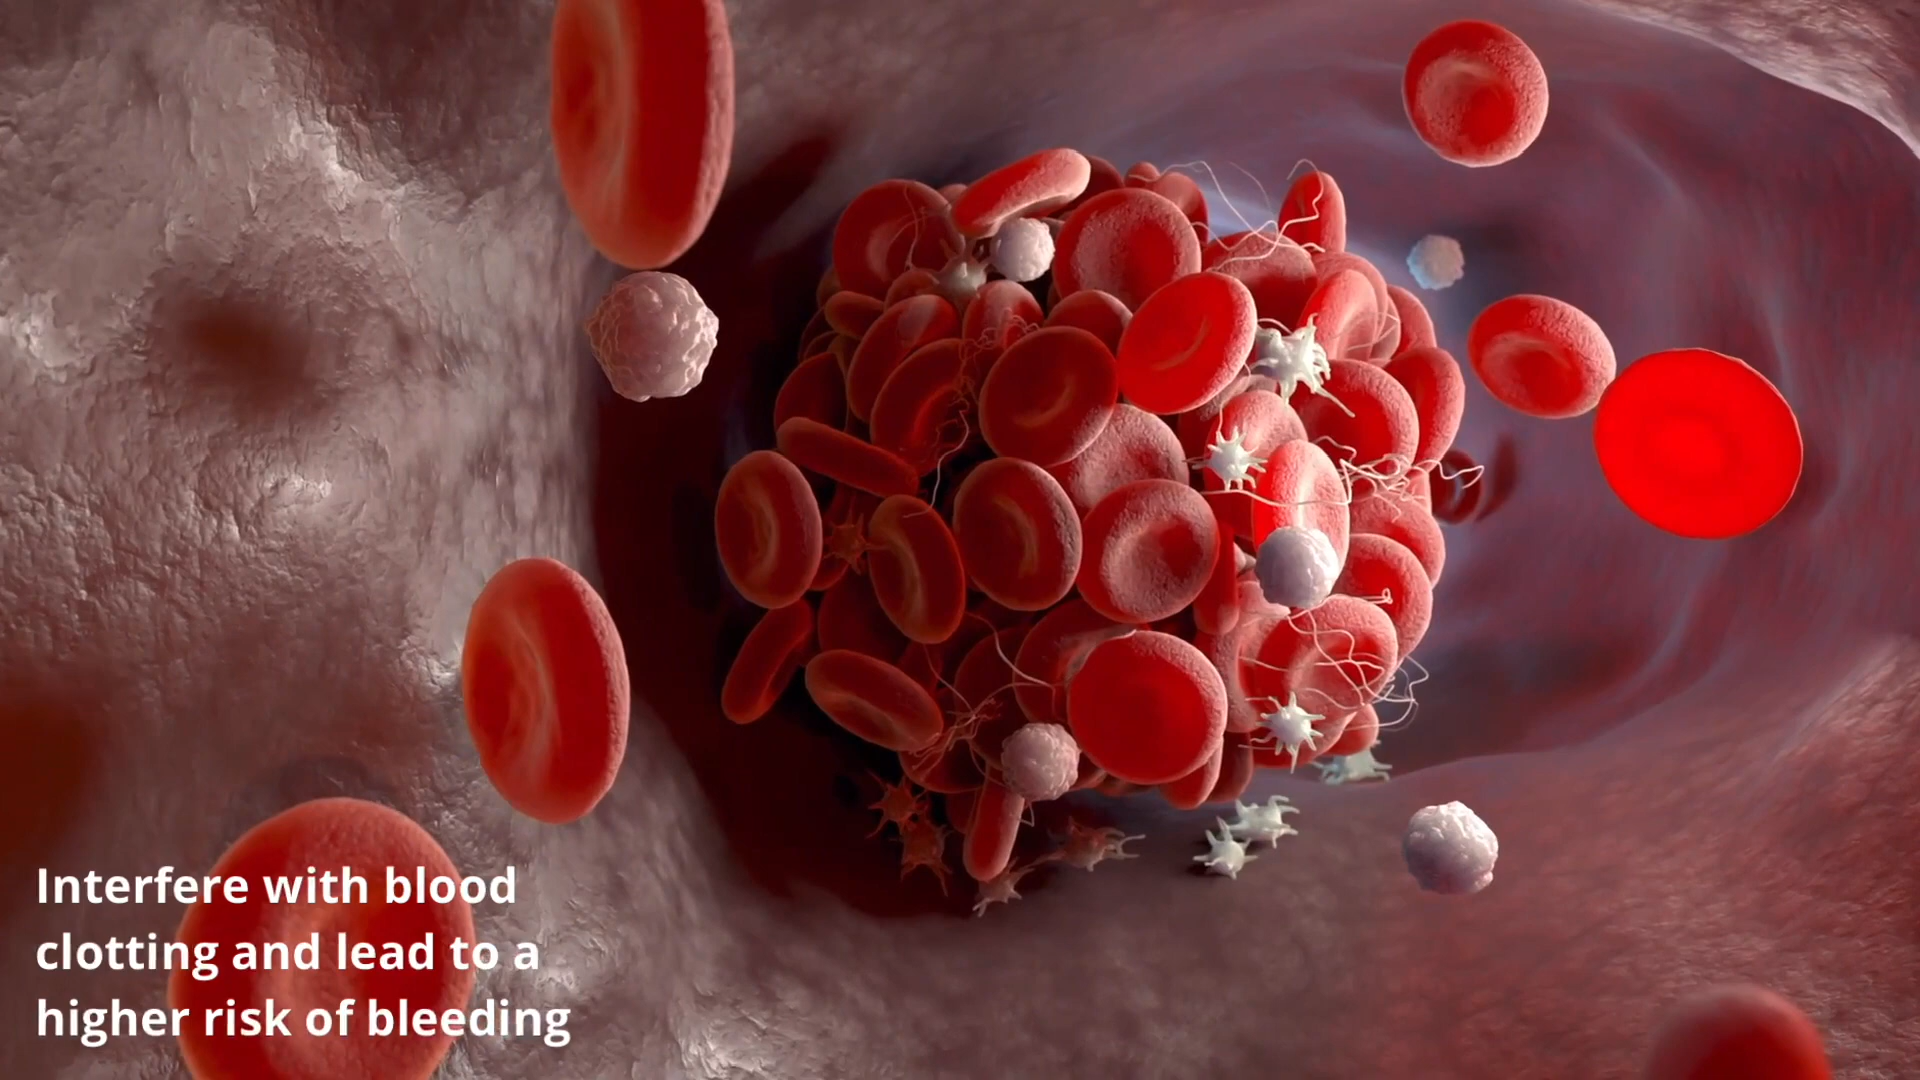 Interfere with blood
clotting and lead to a
higher risk of bleeding